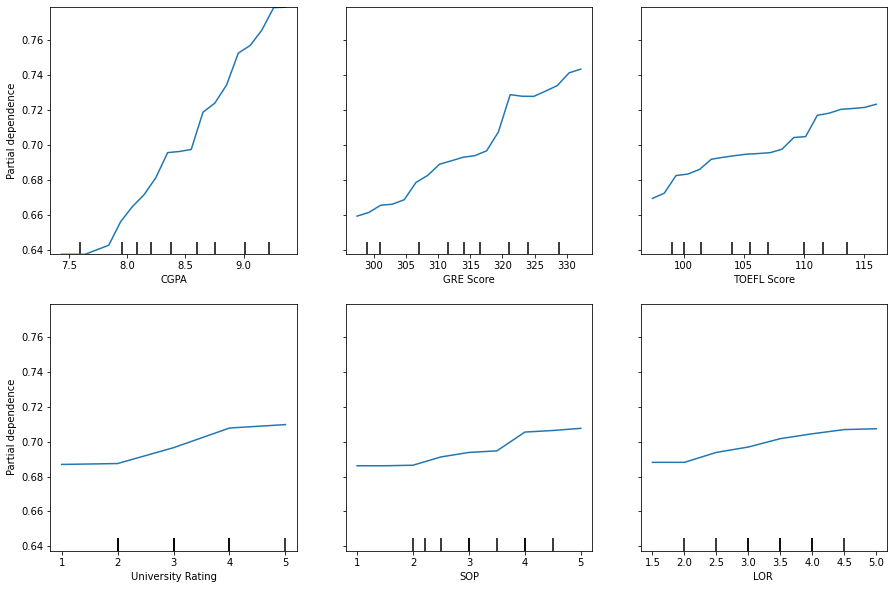 Partial dependence
0.76
0.74
0.72
0.70
0.68
0.66
0.64
7.5 8.0 8.5 9.0
CGPA
300 305 310 315 320 325 330
GRE Score
100 105 110 115
TOEFL Score
Partial dependence
0.76
0.74
0.72
0.70
0.68
0.66
0.64
1 2 3 4 5
University Rating
1 2 3 4 5
SOP
1.5 2.0 2.5 3.0 3.5 4.0 4.5 5.0
LOR